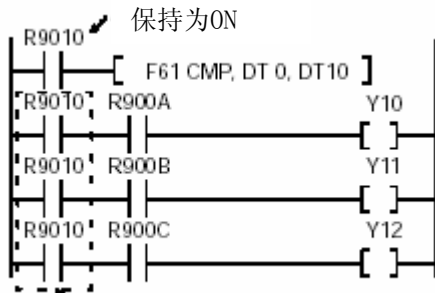 保持为ON
R9010
F61 CMP, DT 0, DT10
R9010 R900A Y10
R9010 R900B Y11
R9010 R900C Y12